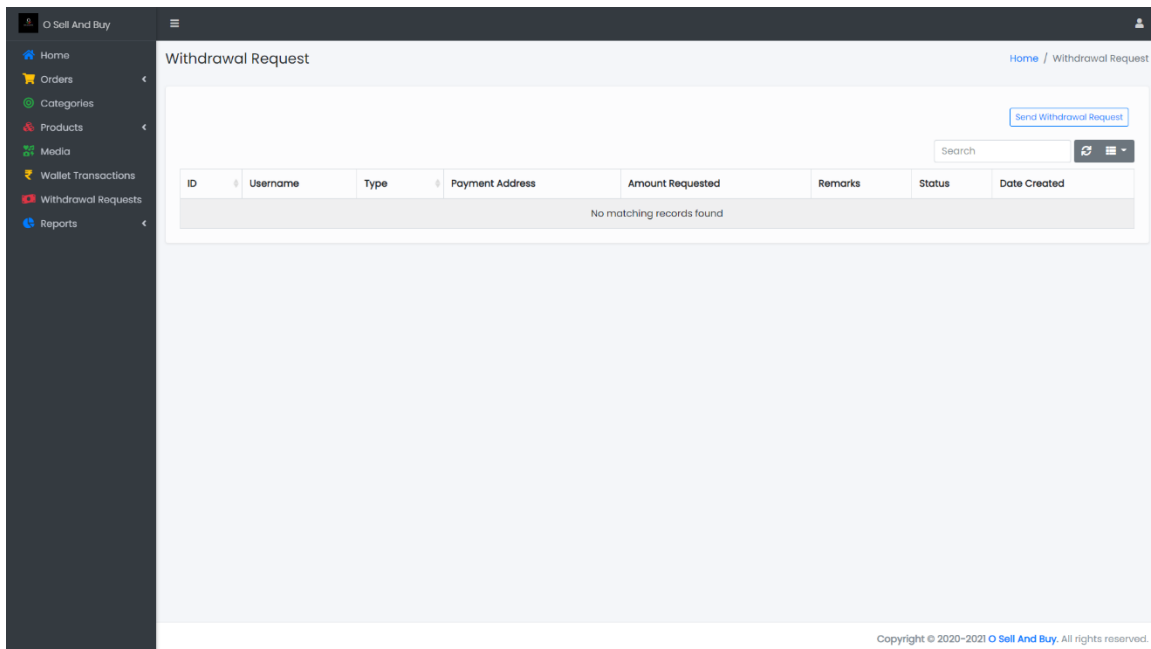 O Sell And Buy
Home
Orders
Categories
Products
Media
Wallet Transactions
Withdrawal Requests
Reports
Withdrawal Request
Home / Withdrawal Request
Send Withdrawal Request
Search
ID Username Type Payment Address Amount Requested Remarks Status Date Created
No matching records found
Copyright © 2020-2021 O Sell And Buy. All rights reserved.